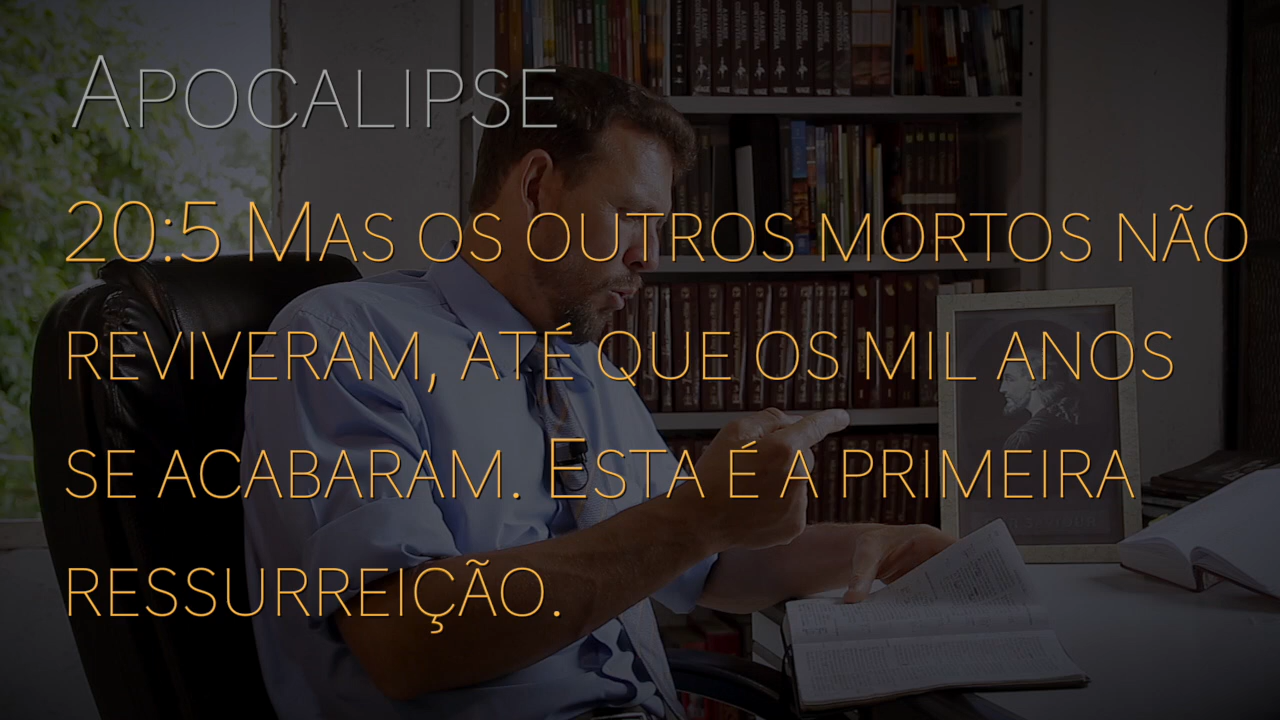 APOCALIPSE
20:5 MAS OS OUTROS MORTOS NÃO
REVIVERAM, ATÉ QUE OS MIL ANOS
SE ACABARAM. ESTA É A PRIMEIRA
RESSURREIÇÃO.